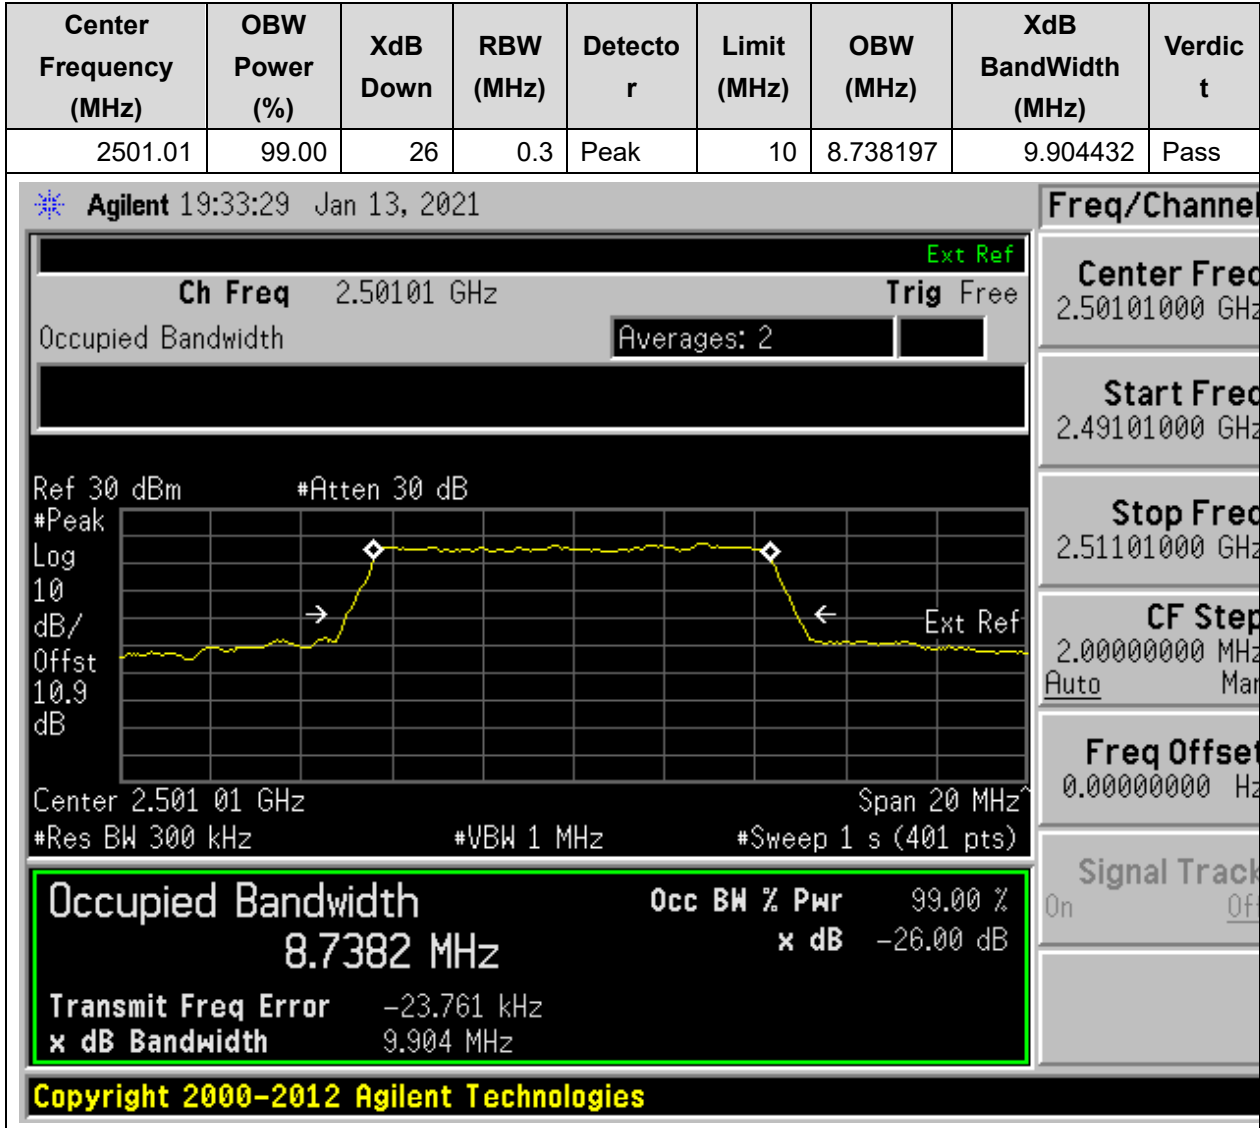 Center Frequency (MHz) OBW Power (%) XdB Down RBW (MHz) Detecto r Limit (MHz) OBW (MHz) XdB BandWidth (MHz) Verdic t
2501.01 99.00 26 0.3 Peak 10 8.738197 9.904432 Pass
Agilent 19:33:29 Jan 13, 2021
Freq/Channel
Ext Ref
Ch Freq 2.50101 GHz Trig Free
Occupied Bandwidth Averages: 2
Center Freq
2.50101000 GHz
Start Freq
2.49101000 GHz
Stop Freq
2.51101000 GHz
CF Step
2.00000000 MHz
Auto Man
Freq Offset
0.00000000 Hz
Signal Track
On Off
Ref 30 dBm #Atten 30 dB
#Peak
Log
10
dB/
Offst
10.9
dB
Ext Ref
Center 2.501 01 GHz Span 20 MHz^
#Res BW 300 kHz #VBW 1 MHz #Sweep 1 s (401 pts)
Occupied Bandwidth
8.7382 MHz
Occ BW % Pwr 99.00 %
x dB -26.00 dB
Transmit Freq Error -23.761 kHz
x dB Bandwidth 9.904 MHz
Copyright 2000-2012 Agilent Technologies